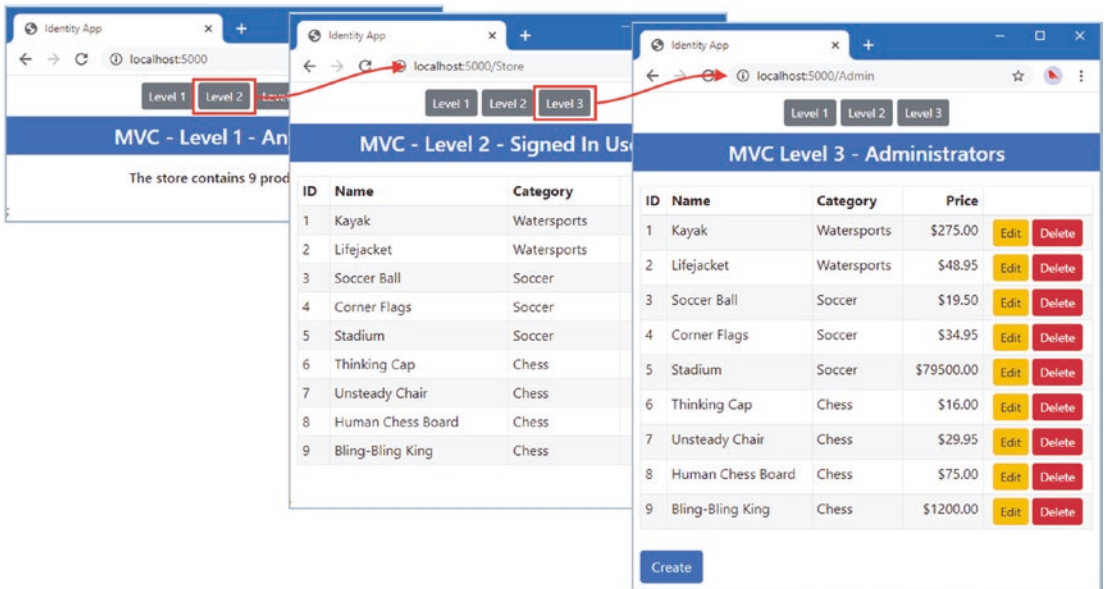 Identity App
localhost:5000
Level 1 Level 2
MVC - Level 1 -
The store contains 9
Identity App
localhost:5000/Store
Level 1 Level 2 Level 3
MVC - Level 2 - Signed In
ID Name Category
1 Kayak Watersports
2 Lifejacket Watersports
3 Soccer Ball Soccer
4 Corner Flags Soccer
5 Stadium Soccer
6 Thinking Cap Chess
7 Unsteady Chair Chess
8 Human Chess Board Chess
9 Bling-Bling King Chess
Identity App
localhost:5000/Admin
Level 1 Level 2 Level 3
MVC Level 3 - Administrators
ID Name Category Price
1 Kayak Watersports $275.00 Edit Delete
2 Lifejacket Watersports $48.95 Edit Delete
3 Soccer Ball Soccer $19.50 Edit Delete
4 Corner Flags Soccer $34.95 Edit Delete
5 Stadium Soccer $79500.00 Edit Delete
6 Thinking Cap Chess $16.00 Edit Delete
7 Unsteady Chair Chess $29.95 Edit Delete
8 Human Chess Board Chess $75.00 Edit Delete
9 Bling-Bling King Chess $1200.00 Edit Delete
Create